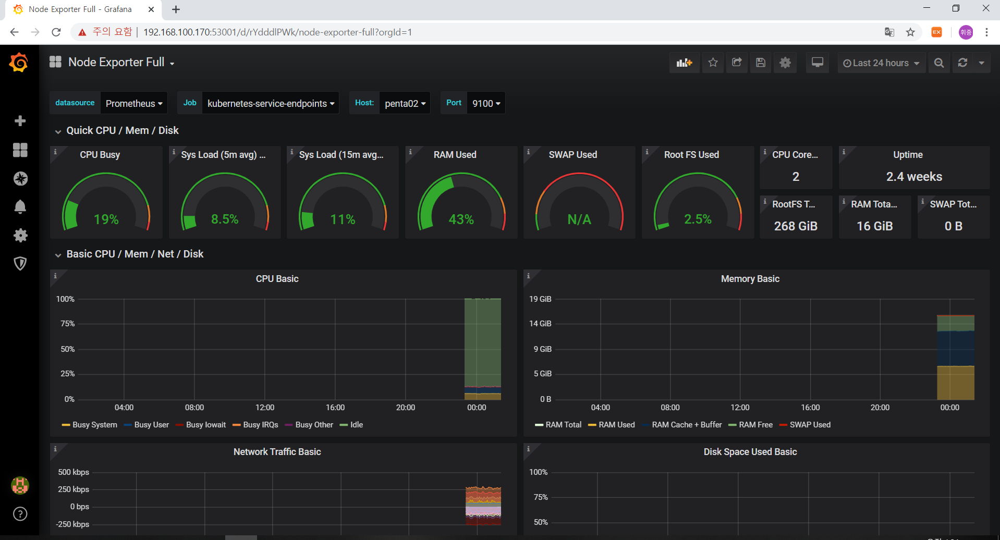 Node Exporter Full - Grafana
주의 요함 | 192.168.100.170:53001/d/rYdddlPWk/node-exporter-full?orgId=1
EX
휘중
Node Exporter Full
Last 24 hours
datasource Prometheus Job kubernetes-service-endpoints Host: penta02 Port 9100
Quick CPU / Mem / Disk
CPU Busy
19%
Sys Load (5m avg) ...
8.5%
Sys Load (15m avg...
11%
RAM Used
43%
SWAP Used
N/A
Root FS Used
2.5%
CPU Core...
2
Uptime
2.4 weeks
RootFS T...
268 GiB
RAM Tota...
16 GiB
SWAP Tot...
0 B
Basic CPU / Mem / Net / Disk
CPU Basic
100%
75%
50%
25%
0%
04:00 08:00 12:00 16:00 20:00 00:00
Busy System Busy User Busy Iowait Busy IRQs Busy Other Idle
Memory Basic
19 GiB
14 GiB
9 GiB
5 GiB
0 B
04:00 08:00 12:00 16:00 20:00 00:00
RAM Total RAM Used RAM Cache + Buffer RAM Free SWAP Used
Network Traffic Basic
500 kbps
250 kbps
0 bps
-250 kbps
Disk Space Used Basic
100%
75%
50%